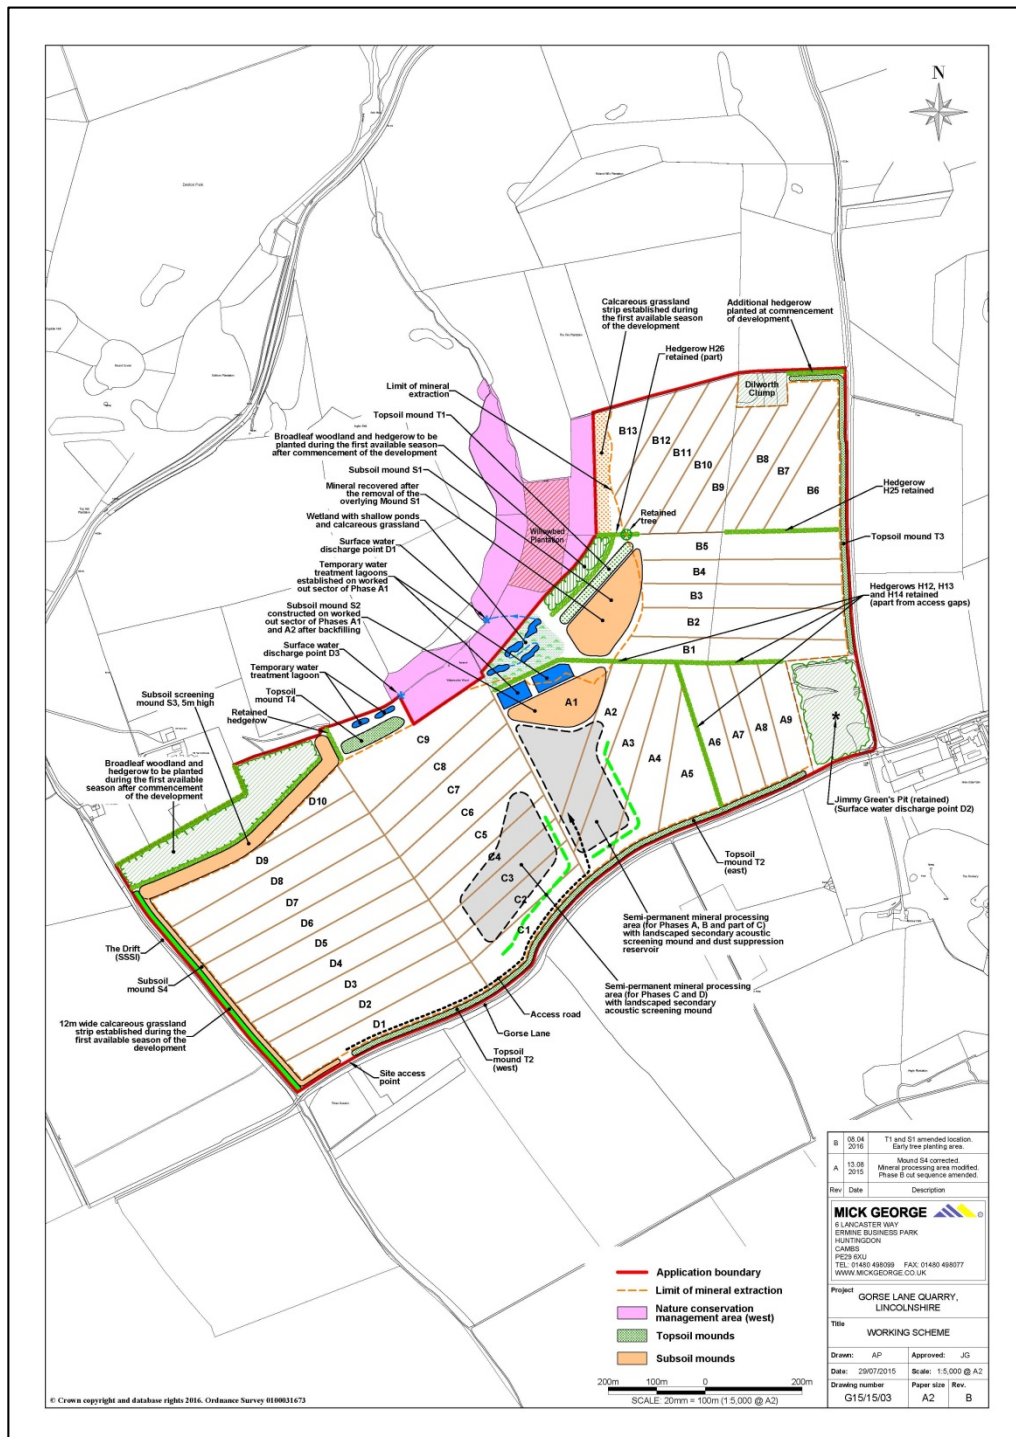 N
Calcareous grassland
strip established during
the first available season
of the development
Additional hedgerow
planted at commencement
of development
Hedgerow H26
retained (part)
Limit of mineral
extraction
Topsoil mound T1
Broadleaf woodland and hedgerow to be
planted during the first available season
after commencement of the development
Subsoil mound S1
Mineral recovered after
the removal of the
overlying Mound S1
Wetland with shallow ponds
and calcareous grassland
Surface water
discharge point D1
Temporary water
treatment lagoons
established on worked
out sector of Phase A1
Subsoil mound S2
constructed on worked
out sector of Phases A1
and A2 after backfilling
Surface water
discharge point D3
Temporary water
treatment lagoon
Topsoil
mound T4
Subsoil screening
mound S3, 5m high
Retained
hedgerow
Broadleaf woodland and
hedgerow to be planted
during the first available
season after commencement
of the development
Dilworth
Clump
Willowbed
Plantation
Retained
tree
Hedgerow
H25 retained
Topsoil mound T3
Hedgerows H12, H13
and H14 retained
(apart from access gaps)
B13
B12
B11
B10
B9
B8
B7
B6
B5
B4
B3
B2
B1
A1
A2
A3
A4
A5
A6
A7
A8
A9
C9
C8
C7
C6
C5
C4
C3
C2
C1
D10
D9
D8
D7
D6
D5
D4
D3
D2
D1
Jimmy Green's Pit (retained)
(Surface water discharge point D2)
Topsoil
mound T2
(east)
Semi-permanent mineral processing
area (for Phases A, B and part of C)
with landscaped secondary acoustic
screening mound and dust suppression
reservoir
Semi-permanent mineral processing
area (for Phases C and D)
with landscaped secondary
acoustic screening mound
The Drift
(SSSI)
Subsoil
mound S4
12m wide calcareous grassland
strip established during the
first available season of the
development
Access road
Gorse Lane
Topsoil
mound T2
(west)
Site access
point
Application boundary
Limit of mineral extraction
Nature conservation
management area (west)
Topsoil mounds
Subsoil mounds
200m 100m 0 200m
SCALE: 20mm = 100m (1:5,000 @ A2)
B 08.04 2016 T1 and S1 amended location.
Early tree planting area.
A 13.08 2015 Mound S4 corrected.
Mineral processing area modified.
Phase B cut sequence amended.
Rev Date Description
MICK GEORGE
6 LANCASTER WAY
ERMINE BUSINESS PARK
HUNTINGDON
CAMBS
PE29 6XU
TEL: 01480 498099 FAX: 01480 498077
WWW.MICKGEORGE.CO.UK
Project
GORSE LANE QUARRY,
LINCOLNSHIRE
Title
WORKING SCHEME
Drawn: AP Approved: JG
Date: 29/07/2015 Scale: 1:5,000 @ A2
Drawing number Paper size Rev.
G15/15/03 A2 B
© Crown copyright and database rights 2016. Ordnance Survey 0100031673